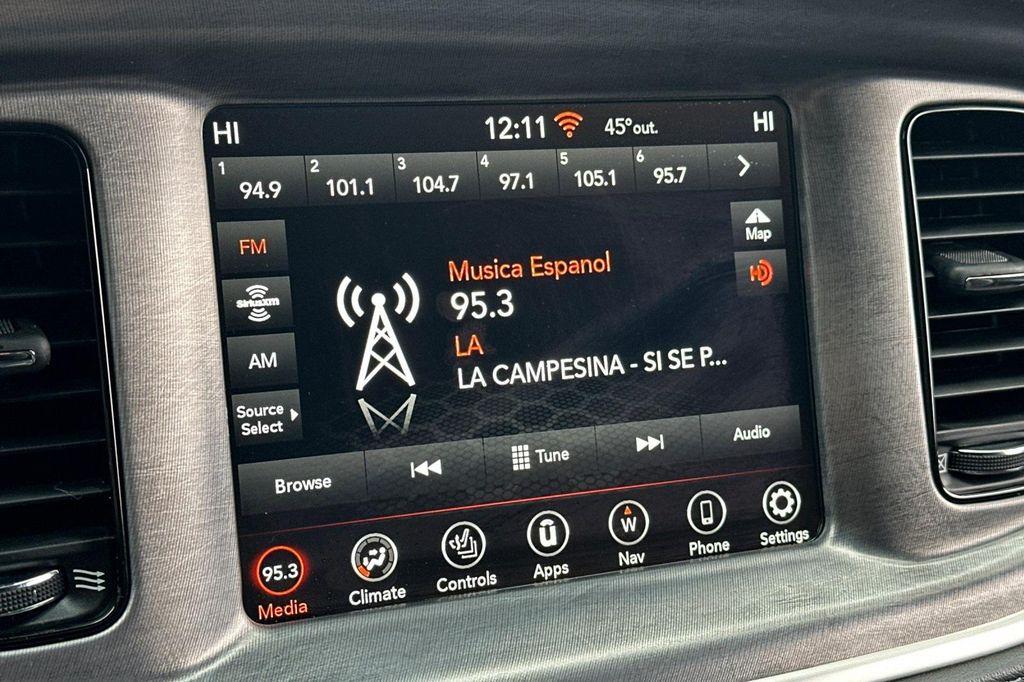 HI 12:11 45° out. HI
1 94.9 2 101.1 3 104.7 4 97.1 5 105.1 6 95.7
FM
SiriusXM
AM
Source
Select
Map
HD
Musica Espanol
95.3
LA
LA CAMPESINA - SI SE P...
Browse Tune Audio
95.3 W
Media Climate Controls Apps Nav Phone Settings